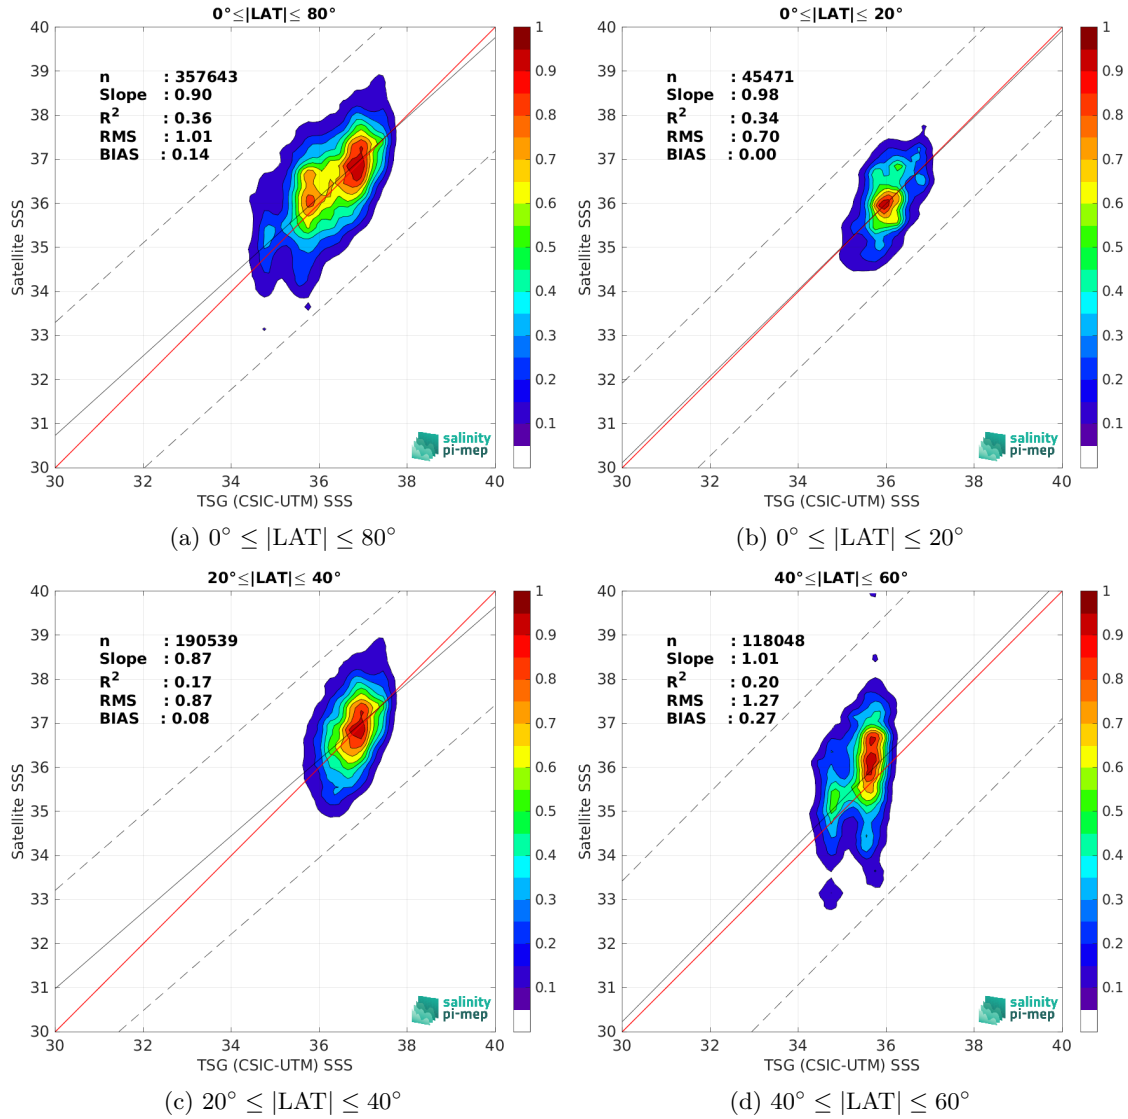 0°≤|LAT|≤ 80°
n : 357643
Slope : 0.90
R² : 0.36
RMS : 1.01
BIAS : 0.14
40
39
38
37
36
35
34
33
32
31
30
30 32 34 36 38 40
Satellite SSS
TSG (CSIC-UTM) SSS
1
0.9
0.8
0.7
0.6
0.5
0.4
0.3
0.2
0.1
salinity
pi-mep
(a) 0° ≤ |LAT| ≤ 80°
0°≤|LAT|≤ 20°
n : 45471
Slope : 0.98
R² : 0.34
RMS : 0.70
BIAS : 0.00
40
39
38
37
36
35
34
33
32
31
30
30 32 34 36 38 40
Satellite SSS
TSG (CSIC-UTM) SSS
1
0.9
0.8
0.7
0.6
0.5
0.4
0.3
0.2
0.1
salinity
pi-mep
(b) 0° ≤ |LAT| ≤ 20°
20°≤|LAT|≤ 40°
n : 190539
Slope : 0.87
R² : 0.17
RMS : 0.87
BIAS : 0.08
40
39
38
37
36
35
34
33
32
31
30
30 32 34 36 38 40
Satellite SSS
TSG (CSIC-UTM) SSS
1
0.9
0.8
0.7
0.6
0.5
0.4
0.3
0.2
0.1
salinity
pi-mep
(c) 20° ≤ |LAT| ≤ 40°
40°≤|LAT|≤ 60°
n : 118048
Slope : 1.01
R² : 0.20
RMS : 1.27
BIAS : 0.27
40
39
38
37
36
35
34
33
32
31
30
30 32 34 36 38 40
Satellite SSS
TSG (CSIC-UTM) SSS
1
0.9
0.8
0.7
0.6
0.5
0.4
0.3
0.2
0.1
salinity
pi-mep
(d) 40° ≤ |LAT| ≤ 60°